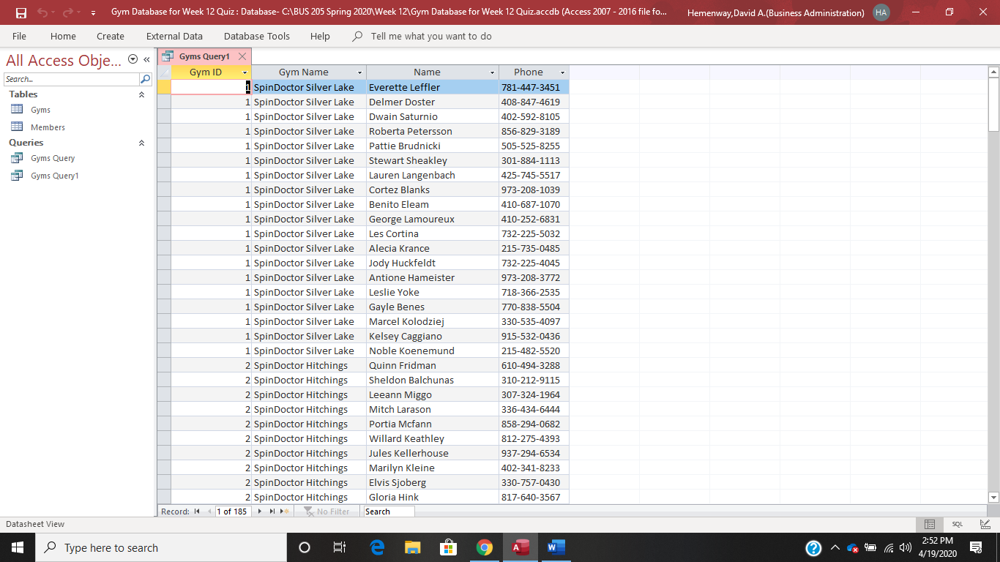 Gym Database for Week 12 Quiz : Database- C:\BUS 205 Spring 2020\Week 12\Gym Database for Week 12 Quiz.accdb (Access 2007 - 2016 file fo... Hemenway,David A.(Business Administration) HA
File Home Create External Data Database Tools Help Tell me what you want to do
All Access Obje... «
Search...
Tables
Gyms
Members
Queries
Gyms Query
Gyms Query1
Gyms Query1
Gym ID Gym Name Name Phone
1 SpinDoctor Silver Lake Everette Leffler 781-447-3451
1 SpinDoctor Silver Lake Delmer Doster 408-847-4619
1 SpinDoctor Silver Lake Dwain Saturnio 402-592-8105
1 SpinDoctor Silver Lake Roberta Petersson 856-829-3189
1 SpinDoctor Silver Lake Pattie Brudnicki 505-525-8255
1 SpinDoctor Silver Lake Stewart Sheakley 301-884-1113
1 SpinDoctor Silver Lake Lauren Langenbach 425-745-5517
1 SpinDoctor Silver Lake Cortez Blanks 973-208-1039
1 SpinDoctor Silver Lake Benito Eleam 410-687-1070
1 SpinDoctor Silver Lake George Lamoureux 410-252-6831
1 SpinDoctor Silver Lake Les Cortina 732-225-5032
1 SpinDoctor Silver Lake Alecia Krance 215-735-0485
1 SpinDoctor Silver Lake Jody Huckfeldt 732-225-4045
1 SpinDoctor Silver Lake Antione Hameister 973-208-3772
1 SpinDoctor Silver Lake Leslie Yoke 718-366-2535
1 SpinDoctor Silver Lake Gayle Benes 770-838-5504
1 SpinDoctor Silver Lake Marcel Kolodziej 330-535-4097
1 SpinDoctor Silver Lake Kelsey Caggiano 915-532-0436
1 SpinDoctor Silver Lake Noble Koenemund 215-482-5520
2 SpinDoctor Hitchings Quinn Fridman 610-494-3288
2 SpinDoctor Hitchings Sheldon Balchunas 310-212-9115
2 SpinDoctor Hitchings Leeann Miggo 307-324-1964
2 SpinDoctor Hitchings Mitch Larason 336-434-6444
2 SpinDoctor Hitchings Portia Mcfann 858-294-0682
2 SpinDoctor Hitchings Willard Keathley 812-275-4393
2 SpinDoctor Hitchings Jules Kellerhouse 937-294-6534
2 SpinDoctor Hitchings Marilyn Kleine 402-341-8233
2 SpinDoctor Hitchings Elvis Sjoberg 330-757-0430
2 SpinDoctor Hitchings Gloria Hink 817-640-3567
Record: 1 of 185 No Filter Search
Datasheet View SQL
Type here to search
2:52 PM
4/19/2020